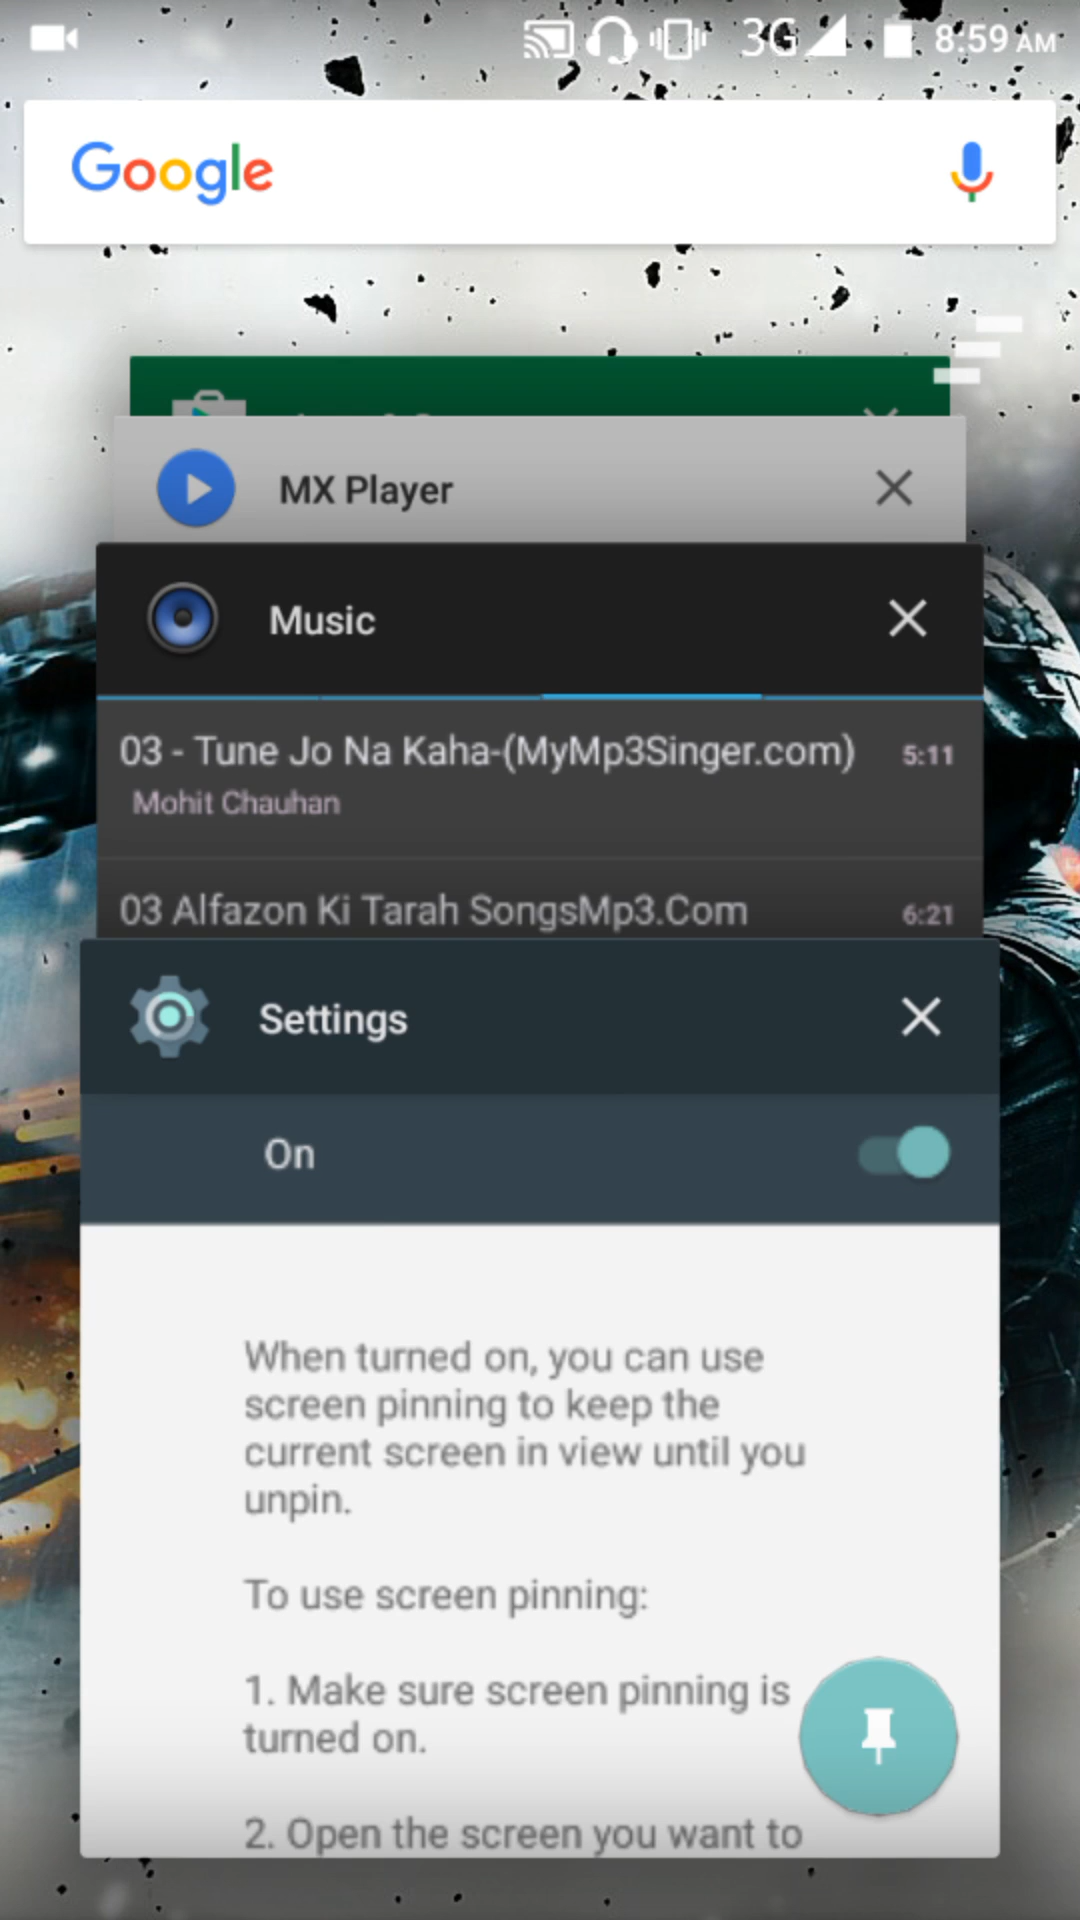 3G 8:59 AM
Google
MX Player
Music
03 - Tune Jo Na Kaha-(MyMp3Singer.com) 5:11
Mohit Chauhan
03 Alfazon Ki Tarah SongsMp3.Com 6:21
Settings
On
When turned on, you can use
screen pinning to keep the
current screen in view until you
unpin.
To use screen pinning:
1. Make sure screen pinning is
turned on.
2. Open the screen you want to